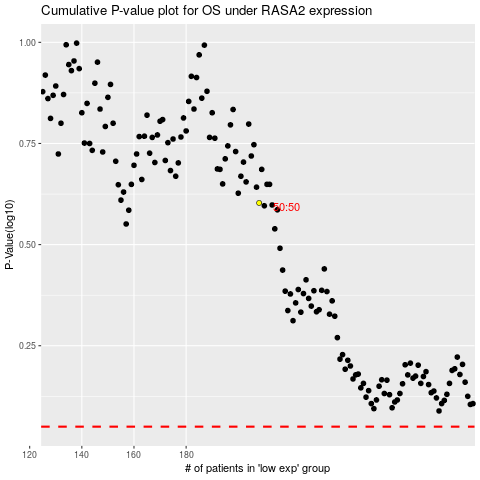 Cumulative P-value plot for OS under RASA2 expression
P-Value(log10)
1.00
0.75
0.50
0.25
50:50
120 140 160 180
# of patients in 'low exp' group